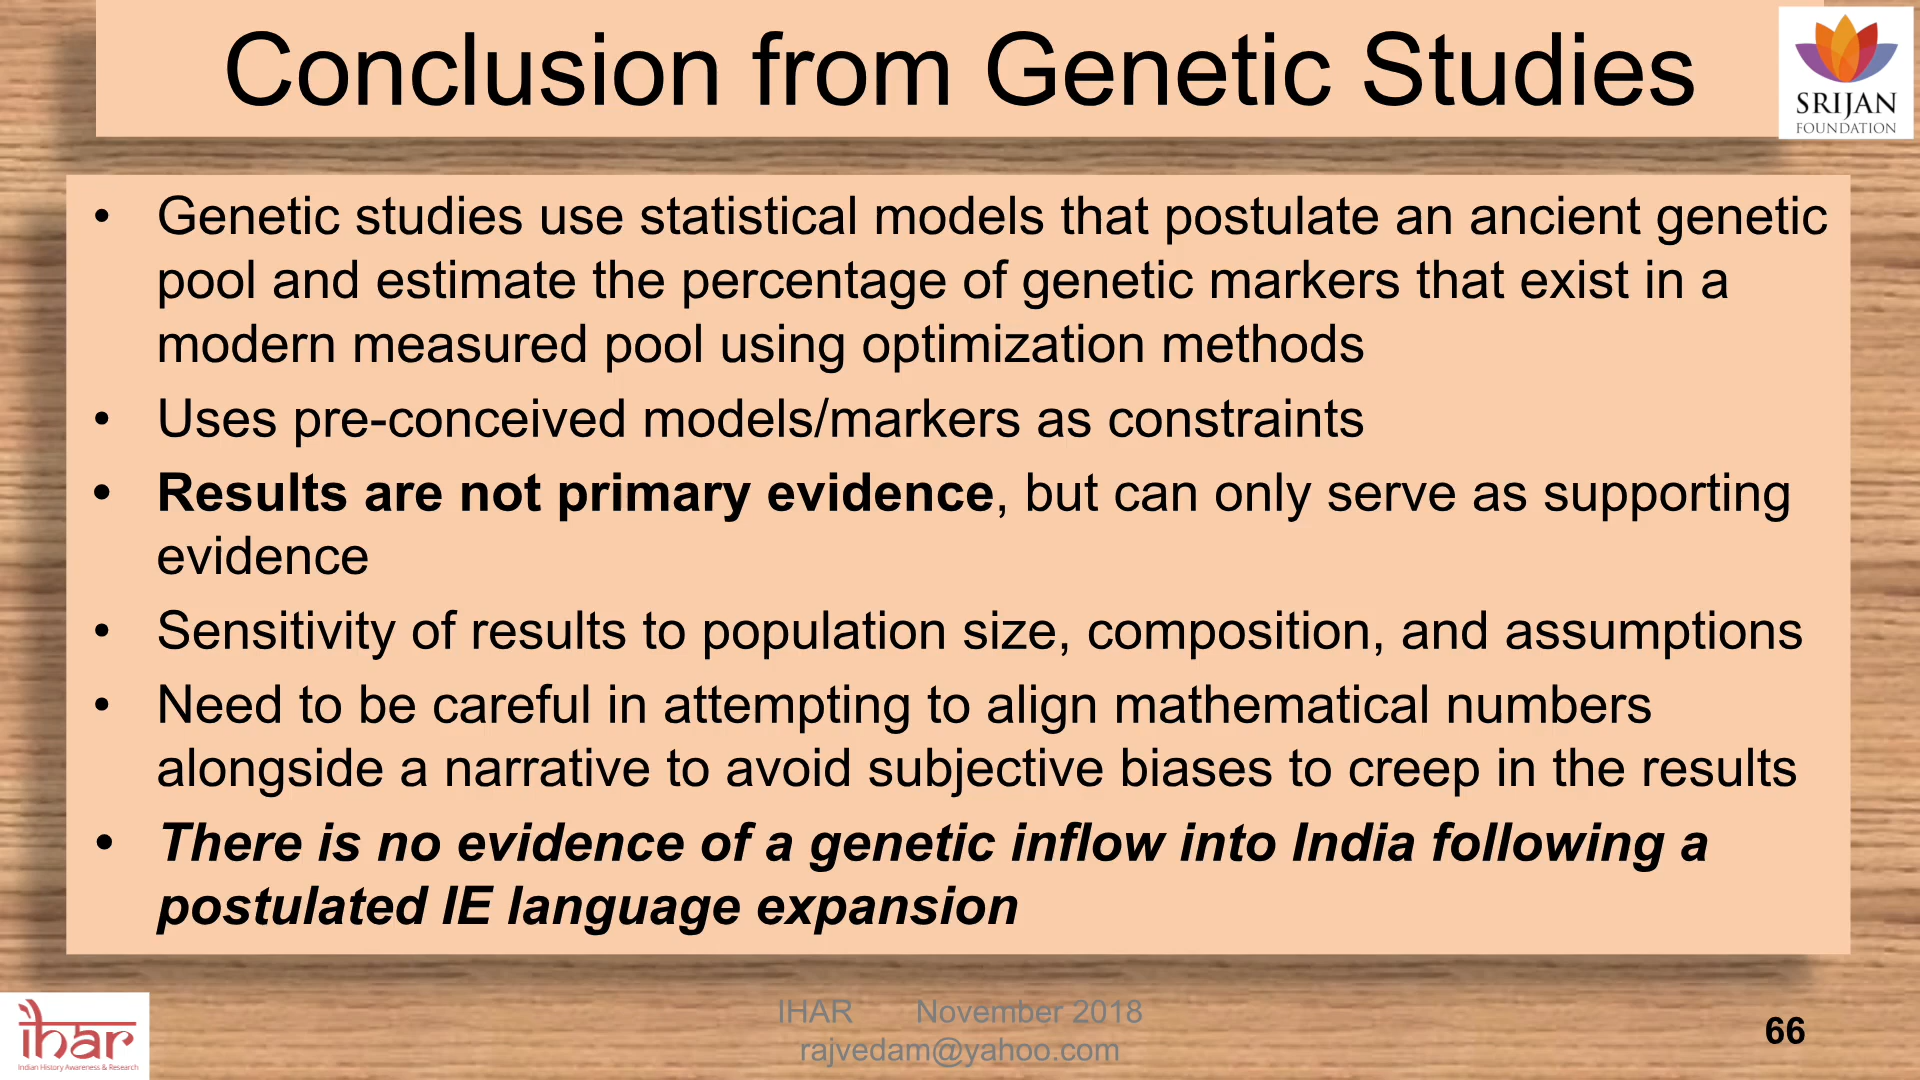 Conclusion from Genetic Studies
SRIJAN
FOUNDATION
• Genetic studies use statistical models that postulate an ancient genetic
pool and estimate the percentage of genetic markers that exist in a
modern measured pool using optimization methods
• Uses pre-conceived models/markers as constraints
• Results are not primary evidence, but can only serve as supporting
evidence
• Sensitivity of results to population size, composition, and assumptions
• Need to be careful in attempting to align mathematical numbers
alongside a narrative to avoid subjective biases to creep in the results
• There is no evidence of a genetic inflow into India following a
postulated IE language expansion
ihar
Indian History Awareness & Research
IHAR November 2018
rajvedam@yahoo.com
66